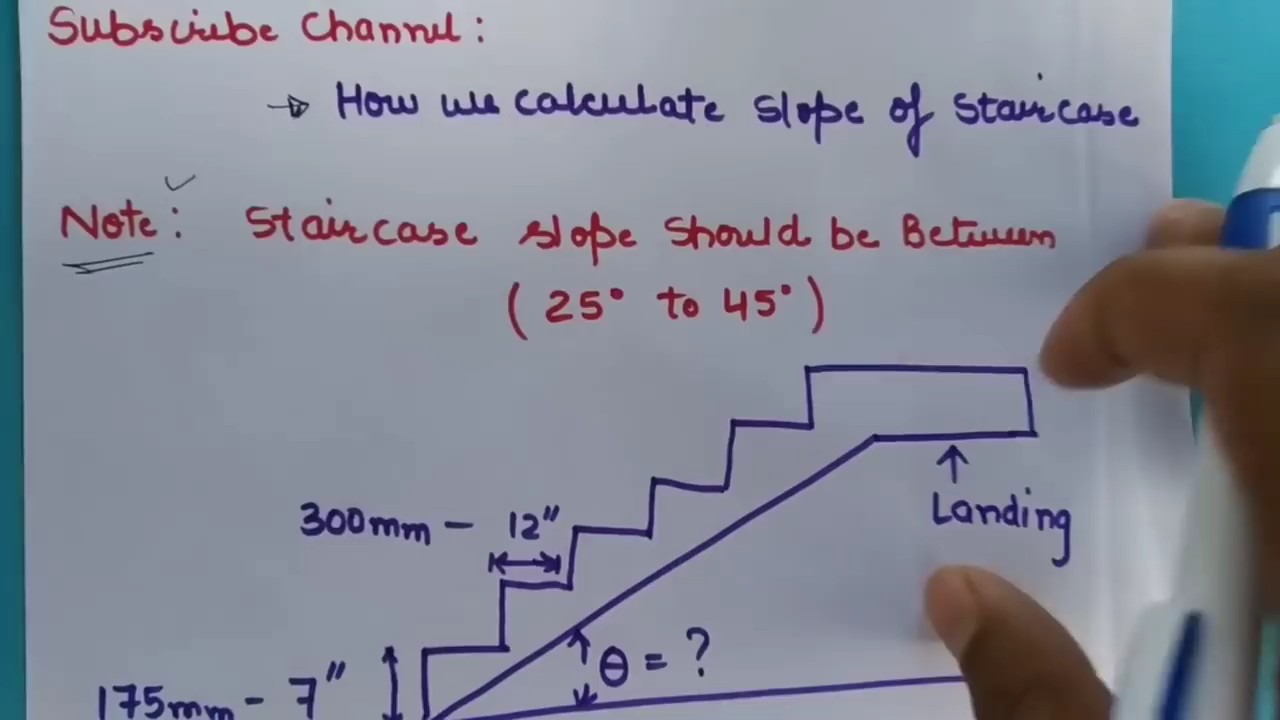 Subscribe Channel:
→ How we calculate slope of Staircase
Note: Staircase slope should be Between
(25° to 45°)
300mm - 12"
Landing
θ = ?
175mm - 7"